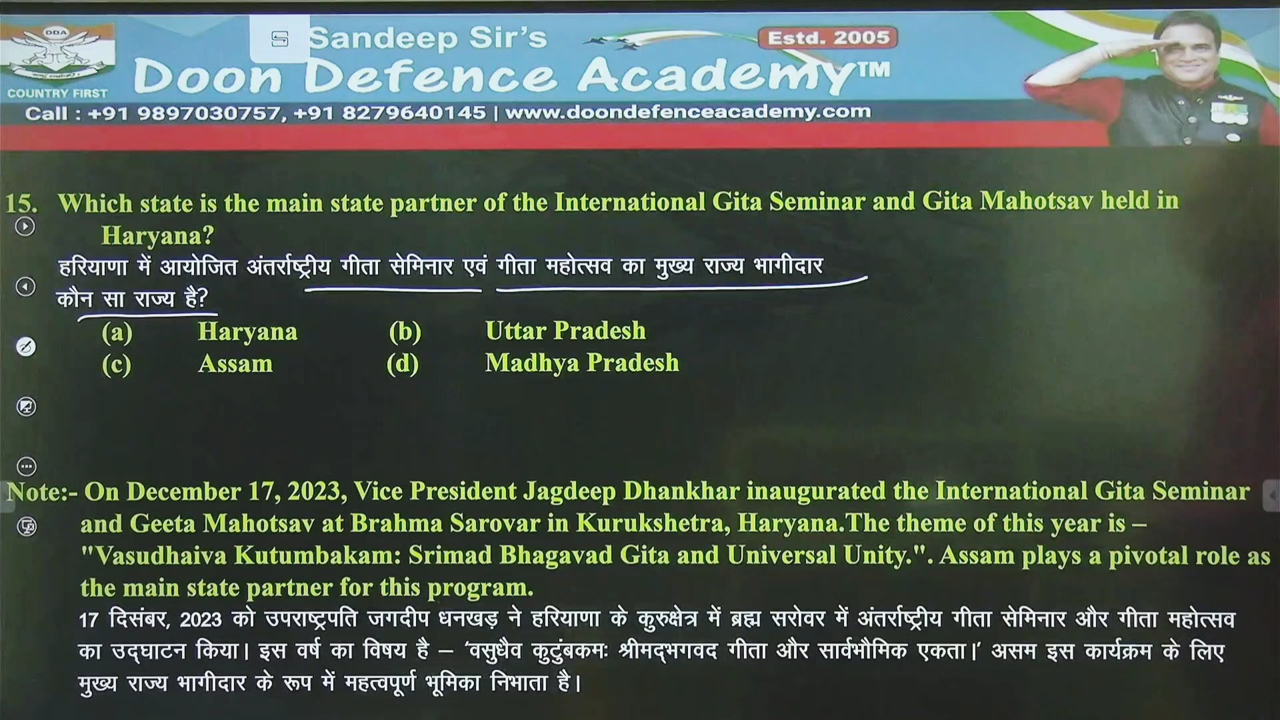 DDA
COUNTRY FIRST
Sandeep Sir's
Estd. 2005
Doon Defence Academy™
Call : +91 9897030757, +91 8279640145 | www.doondefenceacademy.com
15. Which state is the main state partner of the International Gita Seminar and Gita Mahotsav held in
Haryana?
हरियाणा में आयोजित अंतर्राष्ट्रीय गीता सेमिनार एवं गीता महोत्सव का मुख्य राज्य भागीदार
कौन सा राज्य है?
(a) Haryana (b) Uttar Pradesh
(c) Assam (d) Madhya Pradesh
Note:- On December 17, 2023, Vice President Jagdeep Dhankhar inaugurated the International Gita Seminar
and Geeta Mahotsav at Brahma Sarovar in Kurukshetra, Haryana.The theme of this year is –
"Vasudhaiva Kutumbakam: Srimad Bhagavad Gita and Universal Unity.". Assam plays a pivotal role as
the main state partner for this program.
17 दिसंबर, 2023 को उपराष्ट्रपति जगदीप धनखड़ ने हरियाणा के कुरुक्षेत्र में ब्रह्म सरोवर में अंतर्राष्ट्रीय गीता सेमिनार और गीता महोत्सव
का उद्घाटन किया। इस वर्ष का विषय है – 'वसुधैव कुटुंबकमः श्रीमद्भगवद गीता और सार्वभौमिक एकता।' असम इस कार्यक्रम के लिए
मुख्य राज्य भागीदार के रूप में महत्वपूर्ण भूमिका निभाता है।